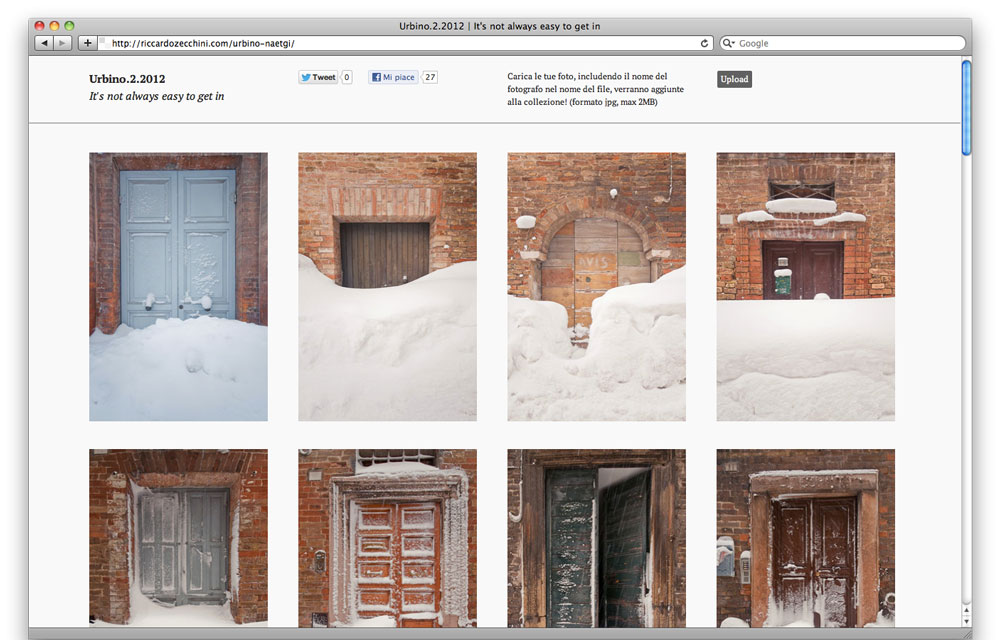 Urbino.2.2012 | It's not always easy to get in
http://riccardozecchini.com/urbino-naetgi/
Google
Urbino.2.2012
It's not always easy to get in
Tweet
0
Mi piace
27
Carica le tue foto, includendo il nome del
fotografo nel nome del file, verranno aggiunte
alla collezione! (formato jpg, max 2MB)
Upload
AVIS